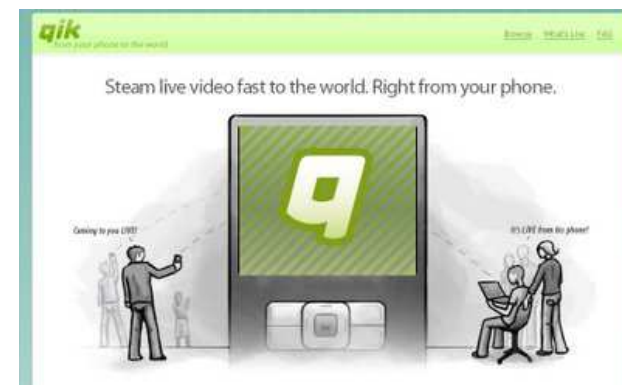 qik
from your phone to the world
Browse What's Live FAQ
Steam live video fast to the world. Right from your phone.
q
Coming to you LIVE!
It's LIVE from his phone!